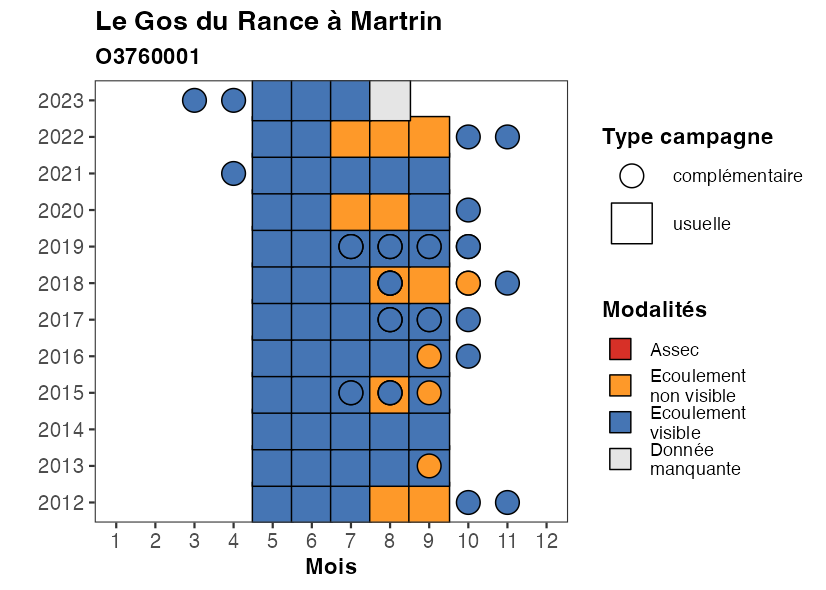 Le Gos du Rance à Martrin
O3760001
2023
2022
2021
2020
2019
2018
2017
2016
2015
2014
2013
2012
1 2 3 4 5 6 7 8 9 10 11 12
Mois
Type campagne
complémentaire
usuelle
Modalités
Assec
Ecoulement
non visible
Ecoulement
visible
Donnée
manquante